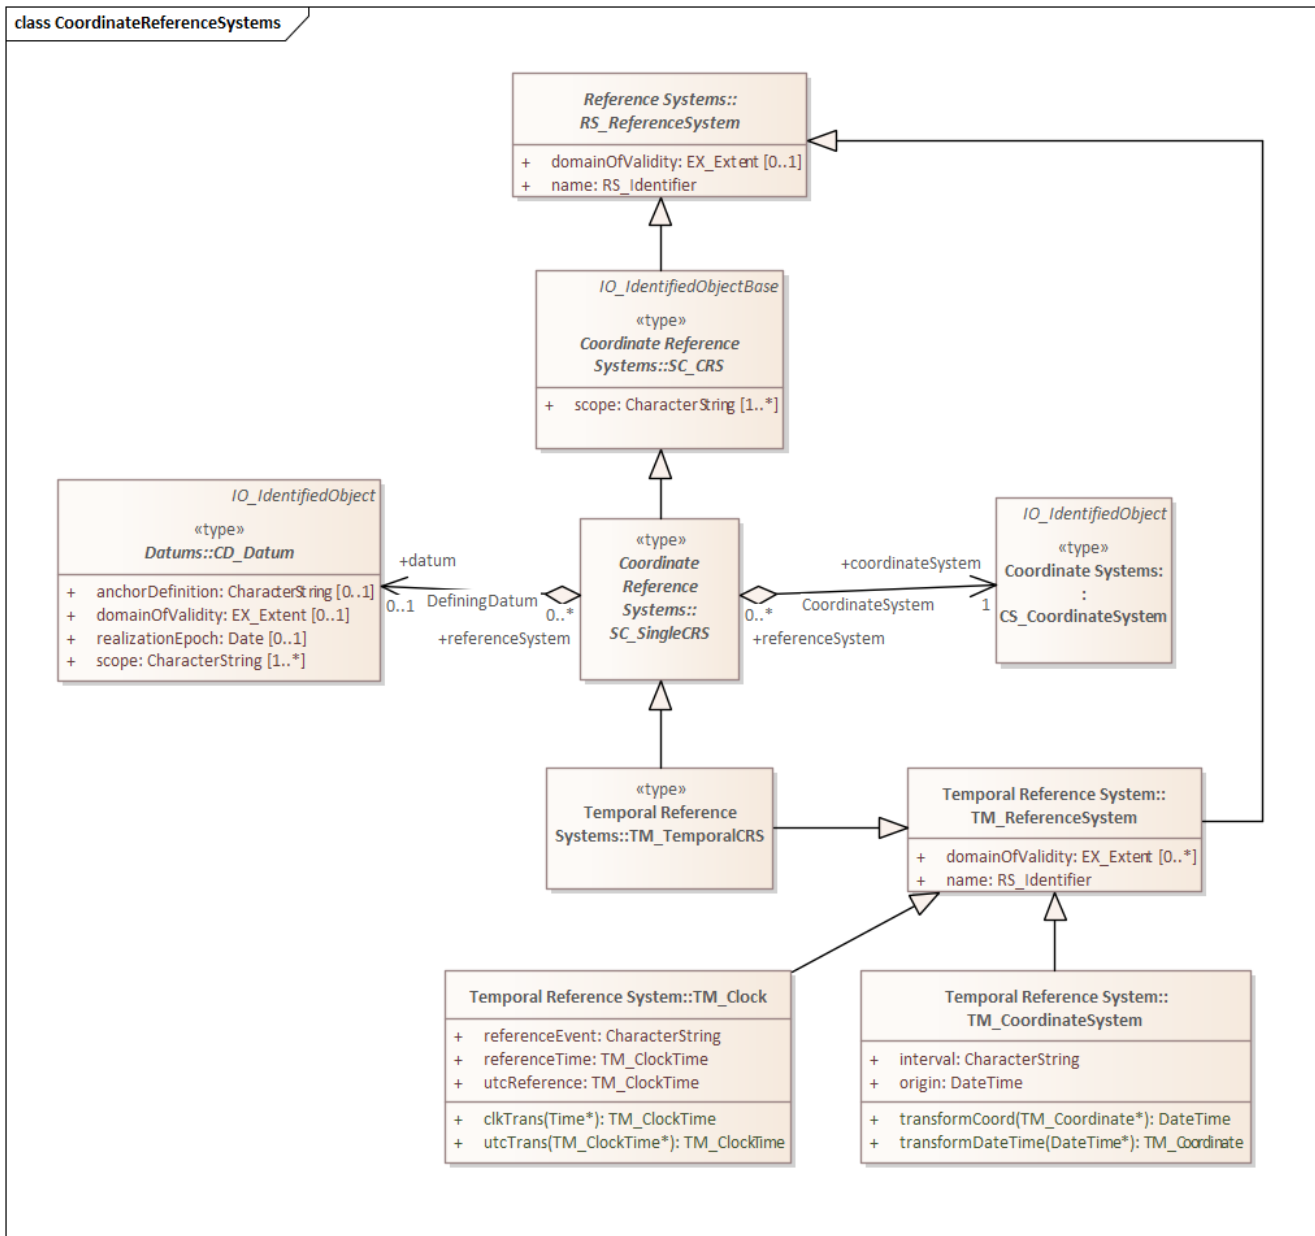 class CoordinateReferenceSystems
Reference Systems::
RS_ReferenceSystem
+ domainOfValidity: EX_Extent [0..1]
+ name: RS_Identifier
IO_IdentifiedObjectBase
«type»
Coordinate Reference
Systems::SC_CRS
+ scope: CharacterString [1..*]
IO_IdentifiedObject
«type»
Datums::CD_Datum
+ anchorDefinition: CharacterString [0..1]
+ domainOfValidity: EX_Extent [0..1]
+ realizationEpoch: Date [0..1]
+ scope: CharacterString [1..*]
+datum
0..1
DefiningDatum
0..*
+referenceSystem
«type»
Coordinate
Reference
Systems::
SC_SingleCRS
+coordinateSystem
0..*
CoordinateSystem
1
+referenceSystem
IO_IdentifiedObject
«type»
Coordinate Systems:
:
CS_CoordinateSystem
«type»
Temporal Reference
Systems::TM_TemporalCRS
Temporal Reference System::
TM_ReferenceSystem
+ domainOfValidity: EX_Extent [0..*]
+ name: RS_Identifier
Temporal Reference System::TM_Clock
+ referenceEvent: CharacterString
+ referenceTime: TM_ClockTime
+ utcReference: TM_ClockTime
+ clkTrans(Time*): TM_ClockTime
+ utcTrans(TM_ClockTime*): TM_ClockTime
Temporal Reference System::
TM_CoordinateSystem
+ interval: CharacterString
+ origin: DateTime
+ transformCoord(TM_Coordinate*): DateTime
+ transformDateTime(DateTime*): TM_Coordinate